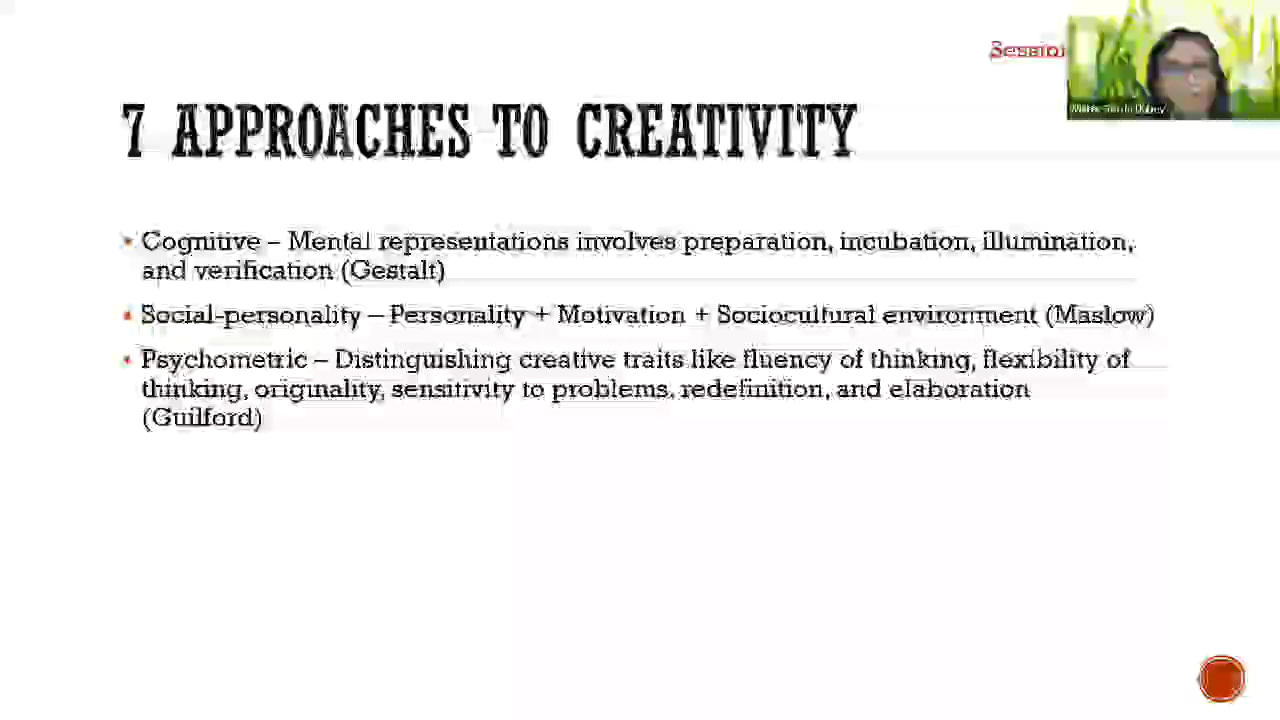 Session
7 APPROACHES TO CREATIVITY
• Cognitive – Mental representations involves preparation, incubation, illumination,
and verification (Gestalt)
• Social-personality – Personality + Motivation + Sociocultural environment (Maslow)
• Psychometric – Distinguishing creative traits like fluency of thinking, flexibility of
thinking, originality, sensitivity to problems, redefinition, and elaboration
(Guilford)